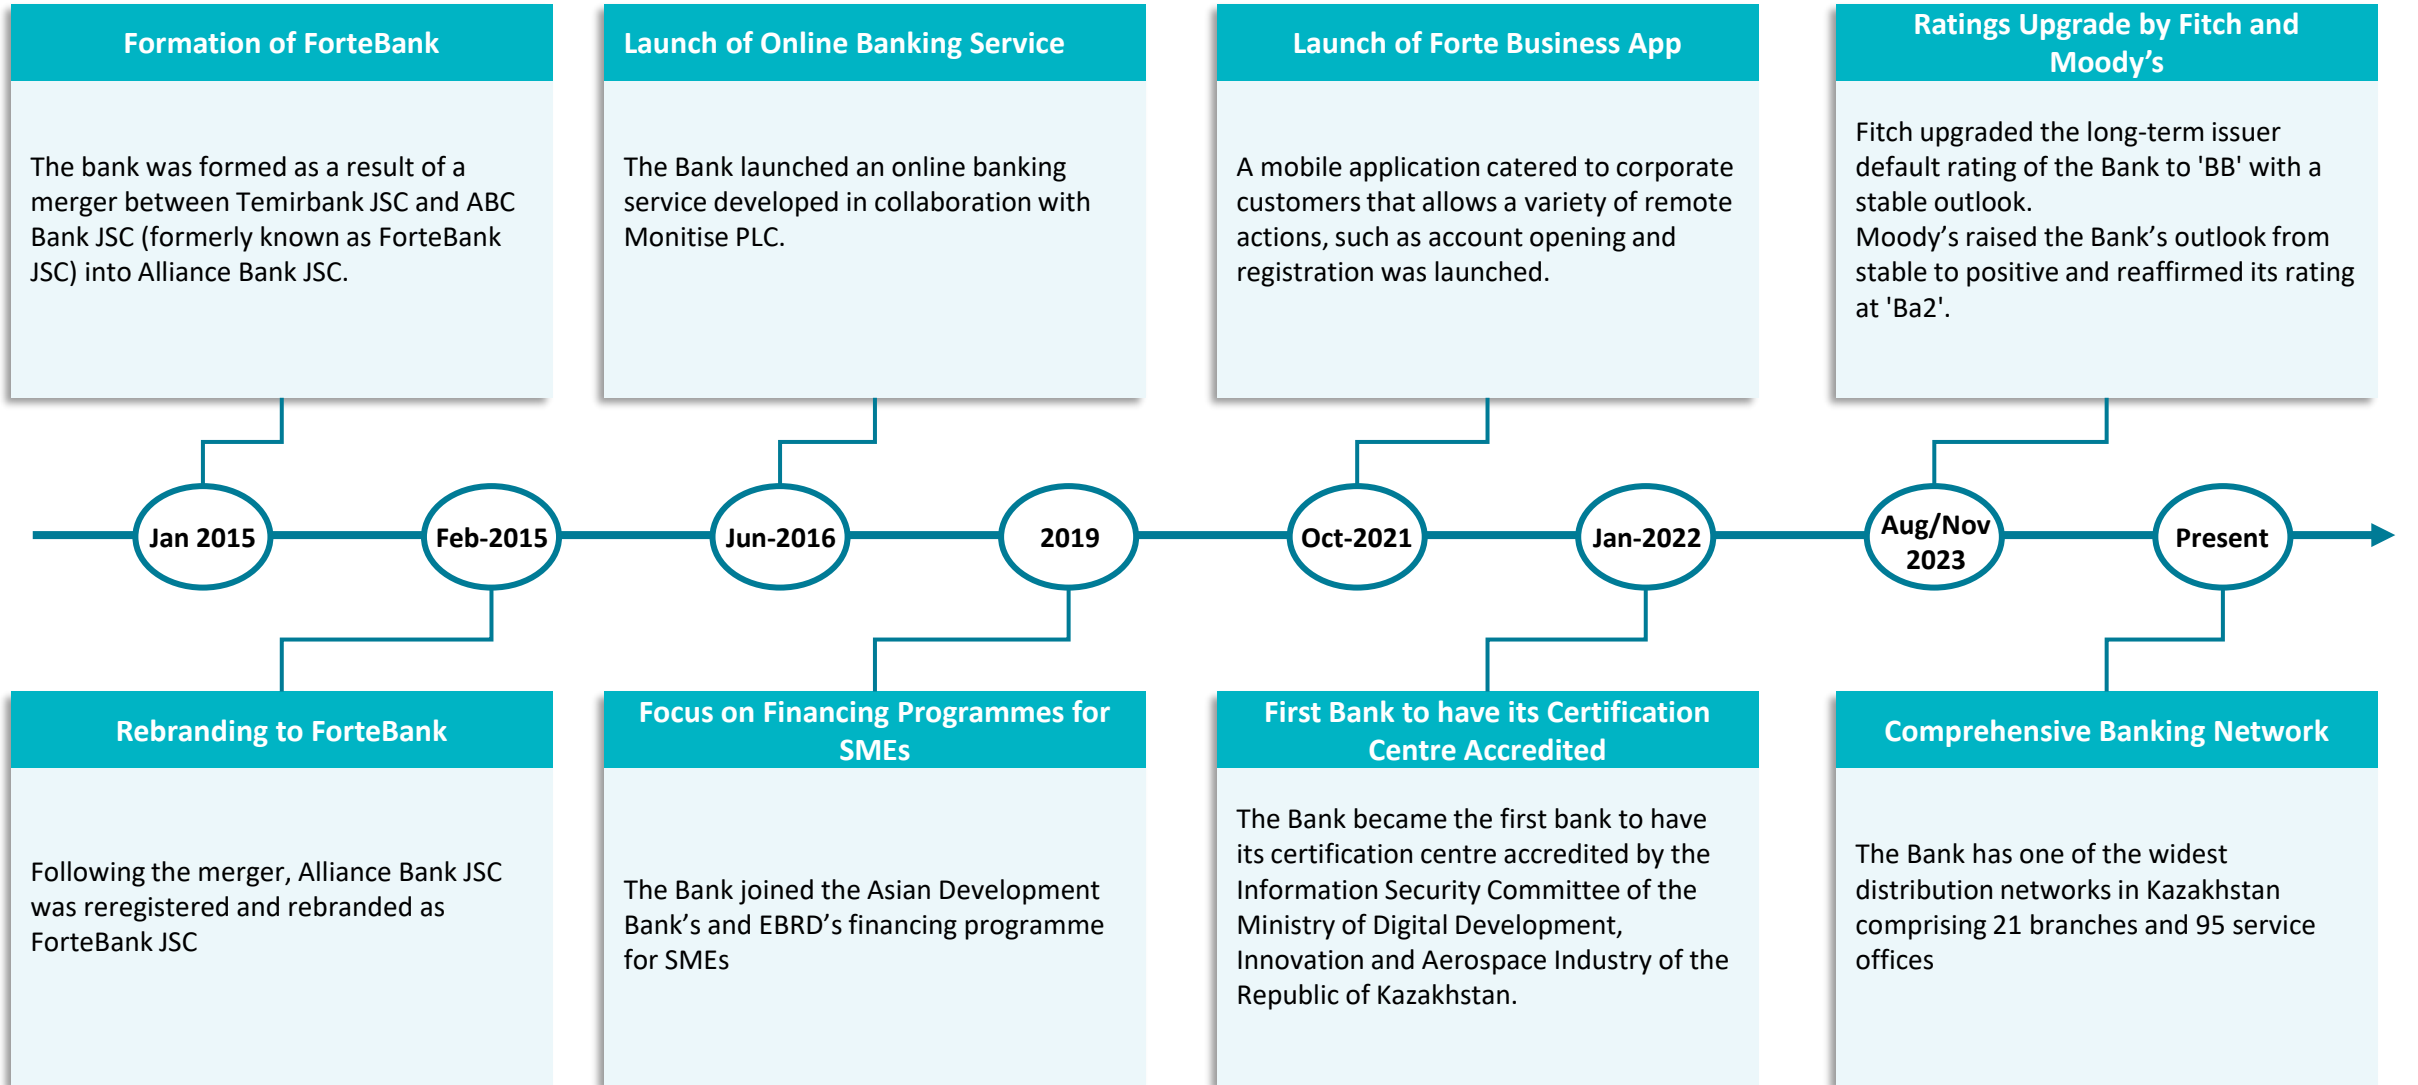 Formation of ForteBank
The bank was formed as a result of a
merger between Temirbank JSC and ABC
Bank JSC (formerly known as ForteBank
JSC) into Alliance Bank JSC.
Launch of Online Banking Service
The Bank launched an online banking
service developed in collaboration with
Monitise PLC.
Launch of Forte Business App
A mobile application catered to corporate
customers that allows a variety of remote
actions, such as account opening and
registration was launched.
Ratings Upgrade by Fitch and
Moody’s
Fitch upgraded the long-term issuer
default rating of the Bank to 'BB' with a
stable outlook.
Moody’s raised the Bank’s outlook from
stable to positive and reaffirmed its rating
at 'Ba2'.
Jan 2015
Feb-2015
Jun-2016
2019
Oct-2021
Jan-2022
Aug/Nov
2023
Present
Rebranding to ForteBank
Following the merger, Alliance Bank JSC
was reregistered and rebranded as
ForteBank JSC
Focus on Financing Programmes for
SMEs
The Bank joined the Asian Development
Bank’s and EBRD’s financing programme
for SMEs
First Bank to have its Certification
Centre Accredited
The Bank became the first bank to have
its certification centre accredited by the
Information Security Committee of the
Ministry of Digital Development,
Innovation and Aerospace Industry of the
Republic of Kazakhstan.
Comprehensive Banking Network
The Bank has one of the widest
distribution networks in Kazakhstan
comprising 21 branches and 95 service
offices